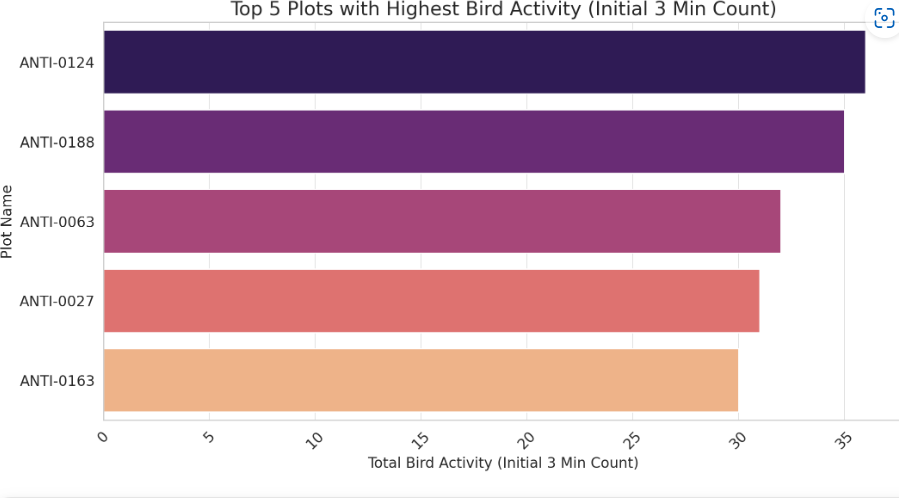 Top 5 Plots with Highest Bird Activity (Initial 3 Min Count)
ANTI-0124
ANTI-0188
ANTI-0063
ANTI-0027
ANTI-0163
Plot Name
0 5 10 15 20 25 30 35
Total Bird Activity (Initial 3 Min Count)